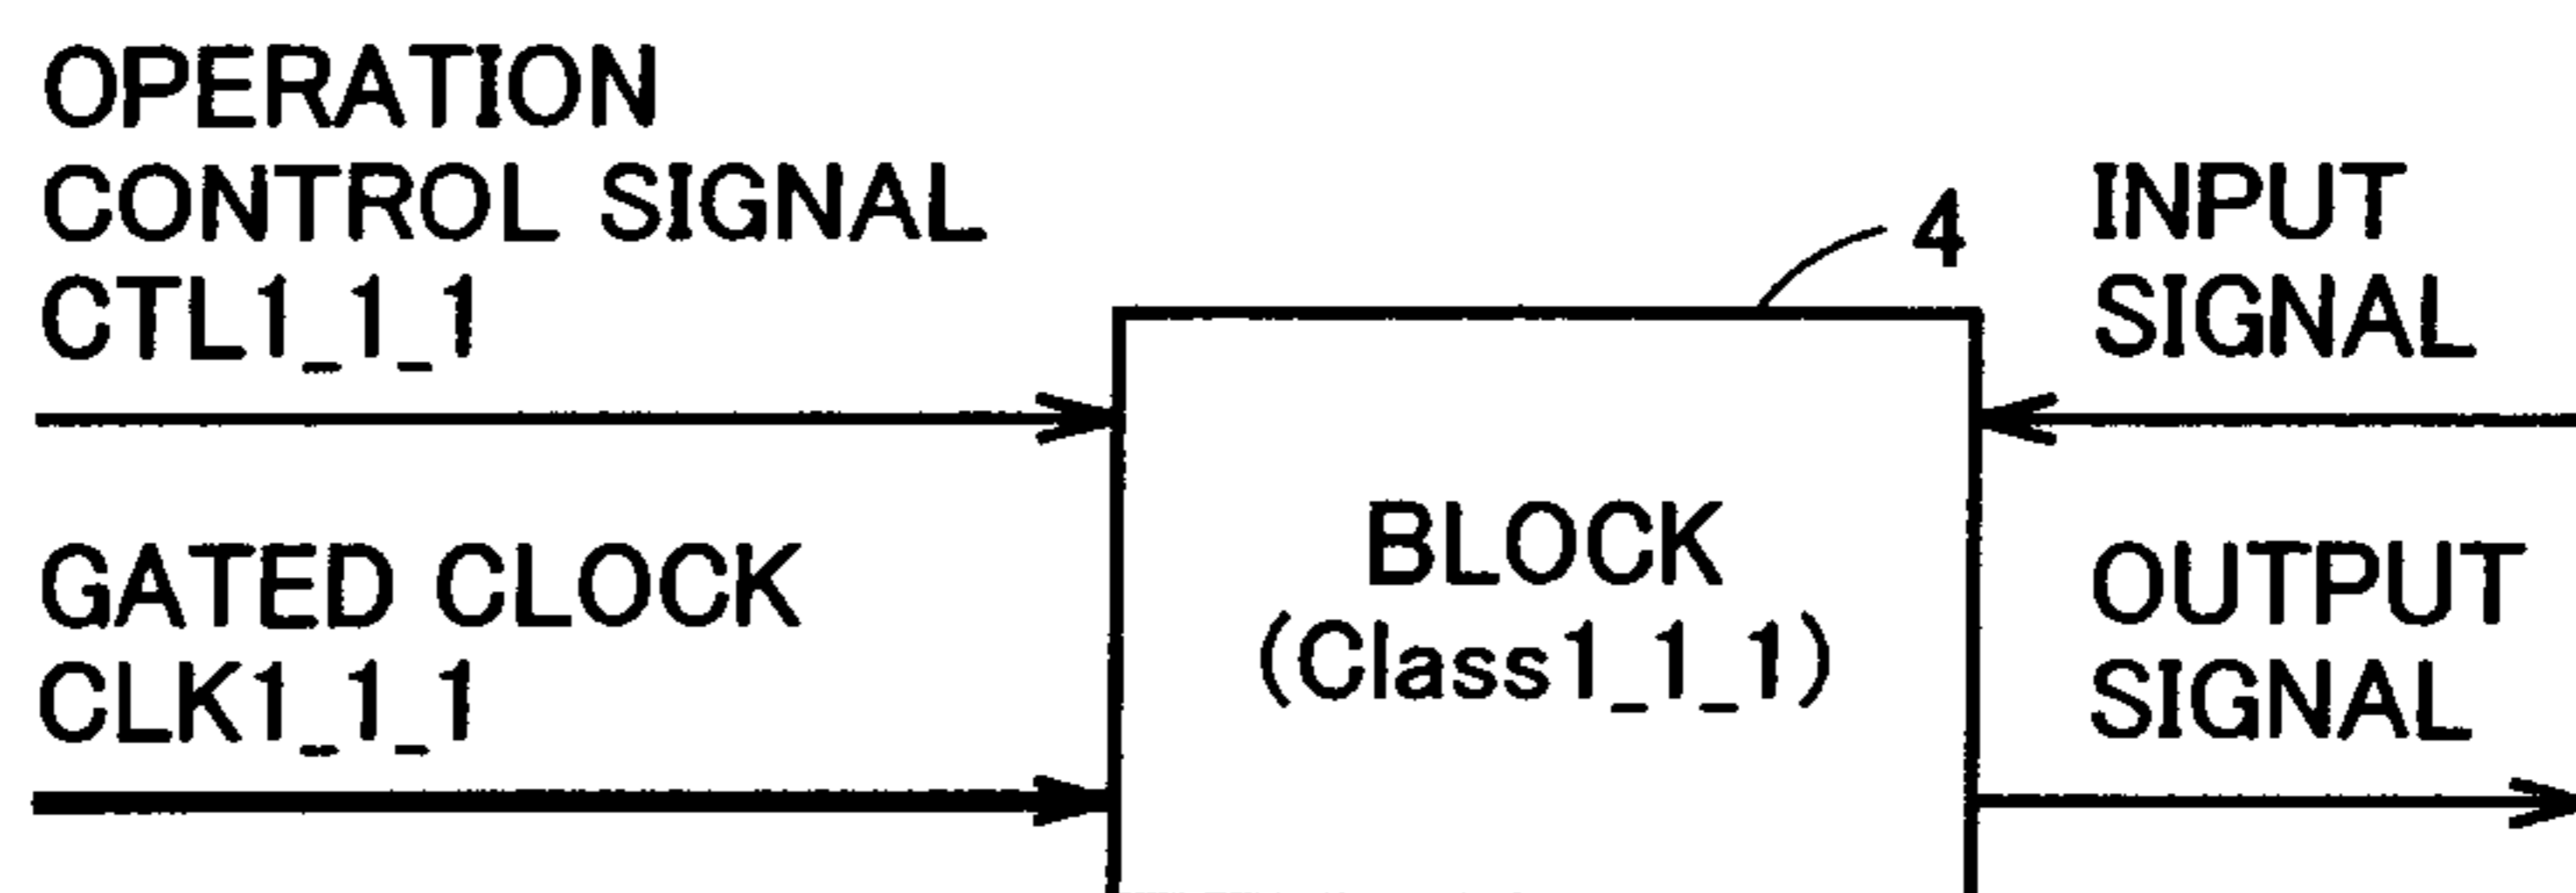 OPERATION
CONTROL SIGNAL
CTL1_1_1
4
INPUT
SIGNAL
GATED CLOCK
CLK1_1_1
BLOCK
(Class1_1_1)
OUTPUT
SIGNAL